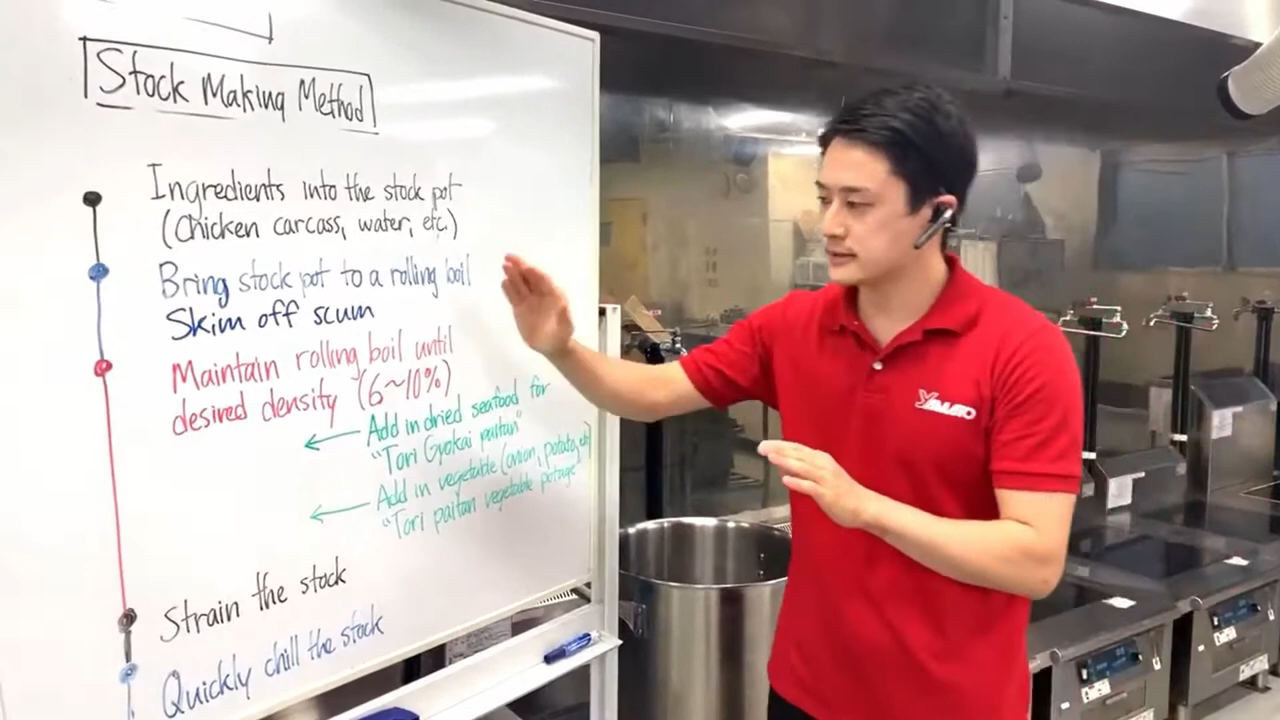 Stock Making Method
Ingredients into the stock pot
(Chicken carcass, water, etc.)
Bring stock pot to a rolling boil
Skim off scum
Maintain rolling boil until
desired density (6~10%)
← Add in dried seafood for
"Tori Gyokai paitan"
← Add in vegetable (onion, potato, etc)
"Tori paitan vegetable potage"
Strain the stock
Quickly chill the stock
YAMATO